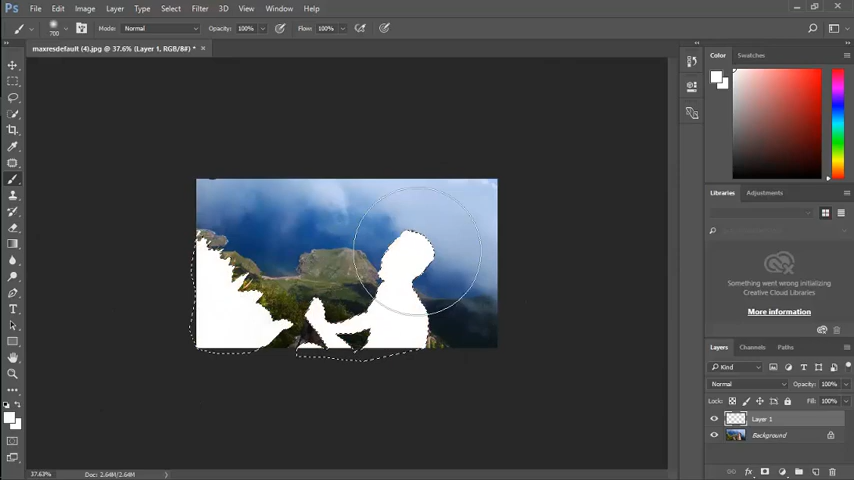 Ps File Edit Image Layer Type Select Filter 3D View Window Help
700 Mode: Normal Opacity: 100% Flow: 100%
maxresdefault (4).jpg @ 37.6% (Layer 1, RGB/8#) * ×
Color Swatches
Libraries Adjustments
Something went wrong initializing
Creative Cloud Libraries
More information
Layers Channels Paths
Kind
Normal Opacity: 100%
Lock: Fill: 100%
Layer 1
Background
fx
37.63% Doc: 2.64M/2.64M